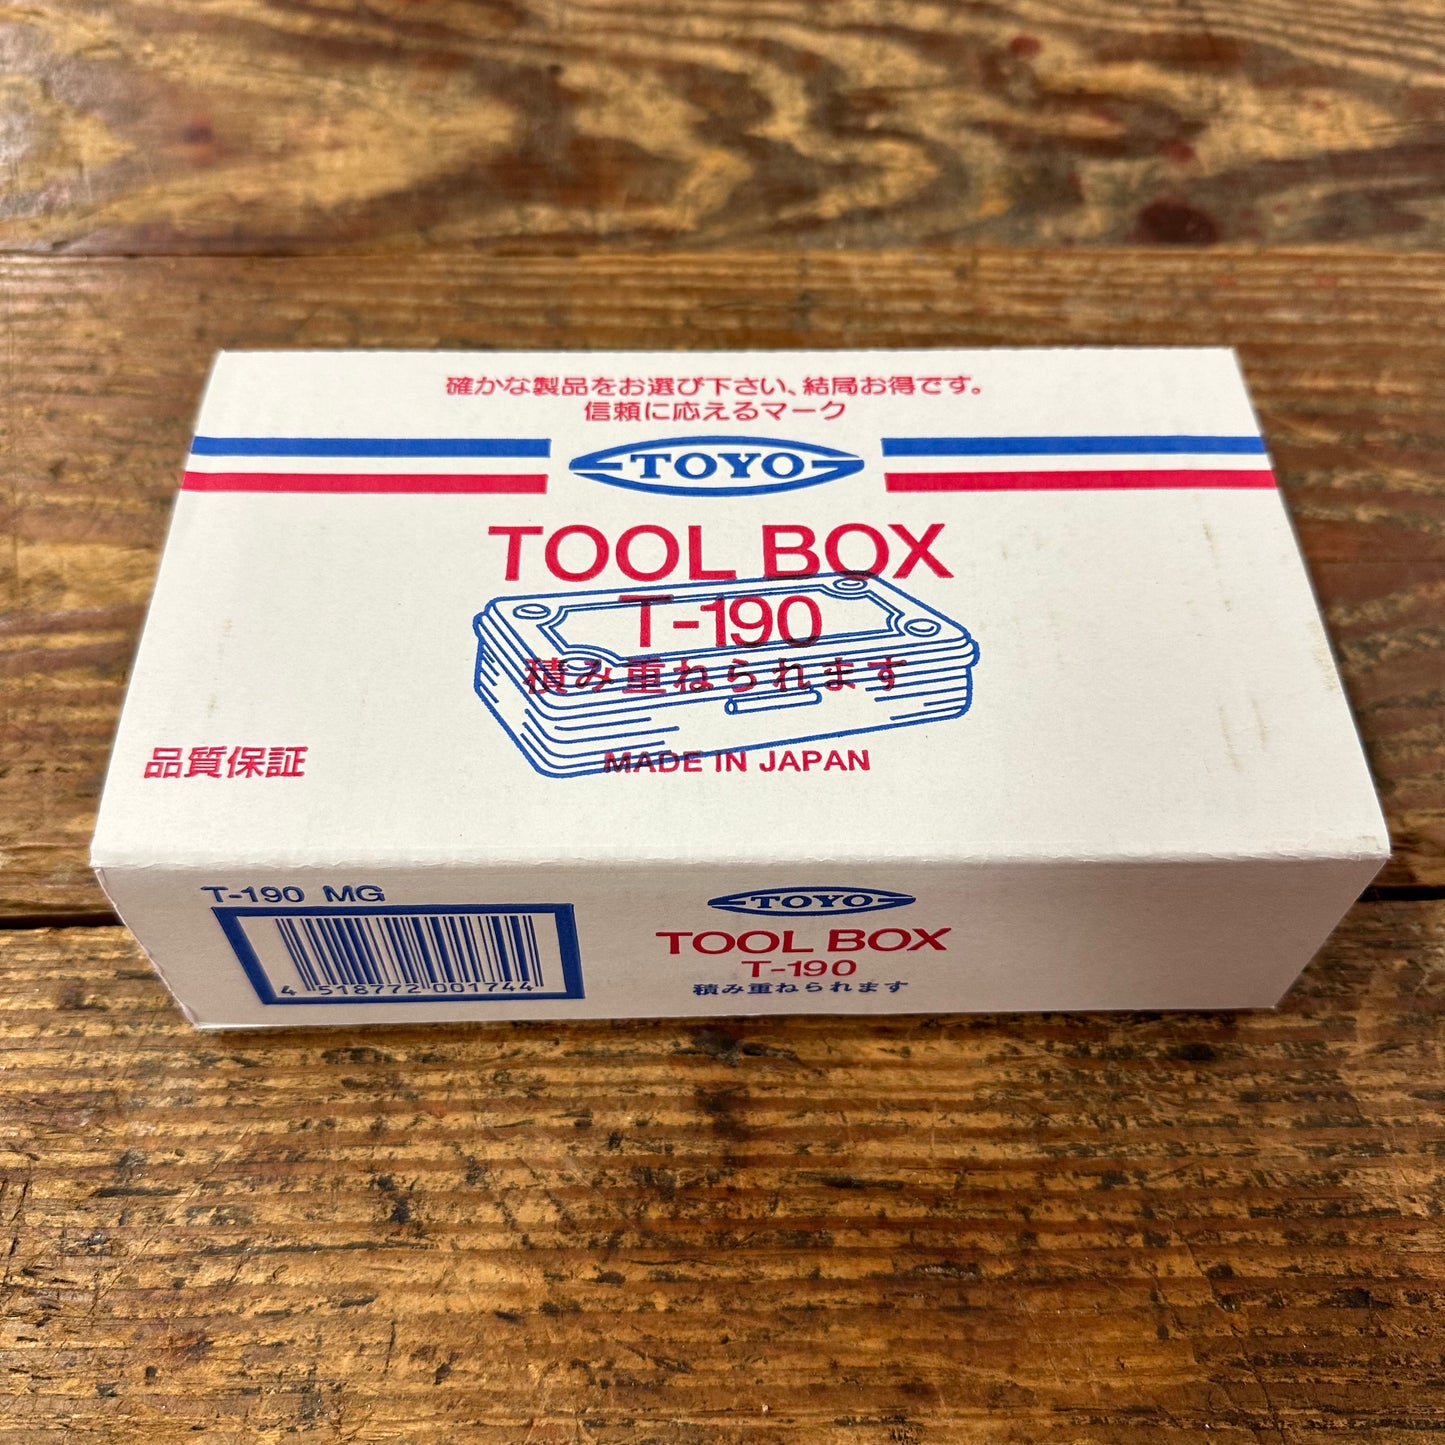 確かな製品をお選び下さい、結局お得です。
信頼に応えるマーク
TOYO
TOOL BOX
T-190
積み重ねられます
MADE IN JAPAN
品質保証
T-190 MG
4 518772 001744
TOYO
TOOL BOX
T-190
積み重ねられます